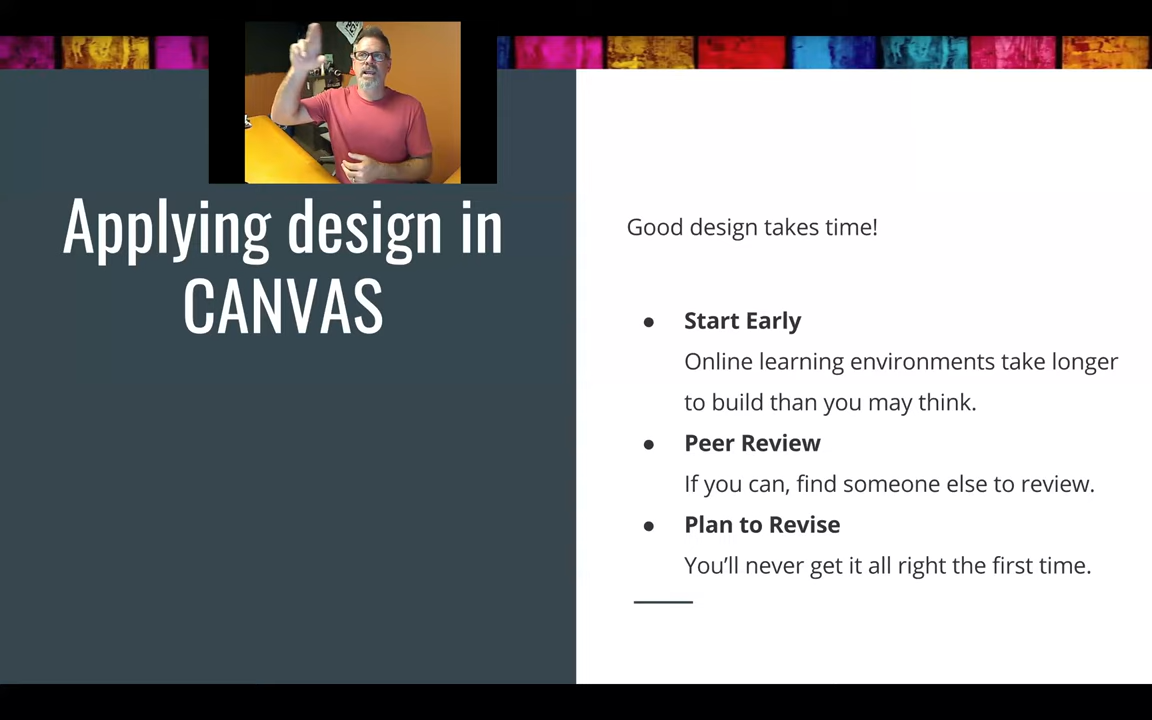 Applying design in
CANVAS
Good design takes time!
● Start Early
Online learning environments take longer
to build than you may think.
● Peer Review
If you can, find someone else to review.
● Plan to Revise
You’ll never get it all right the first time.